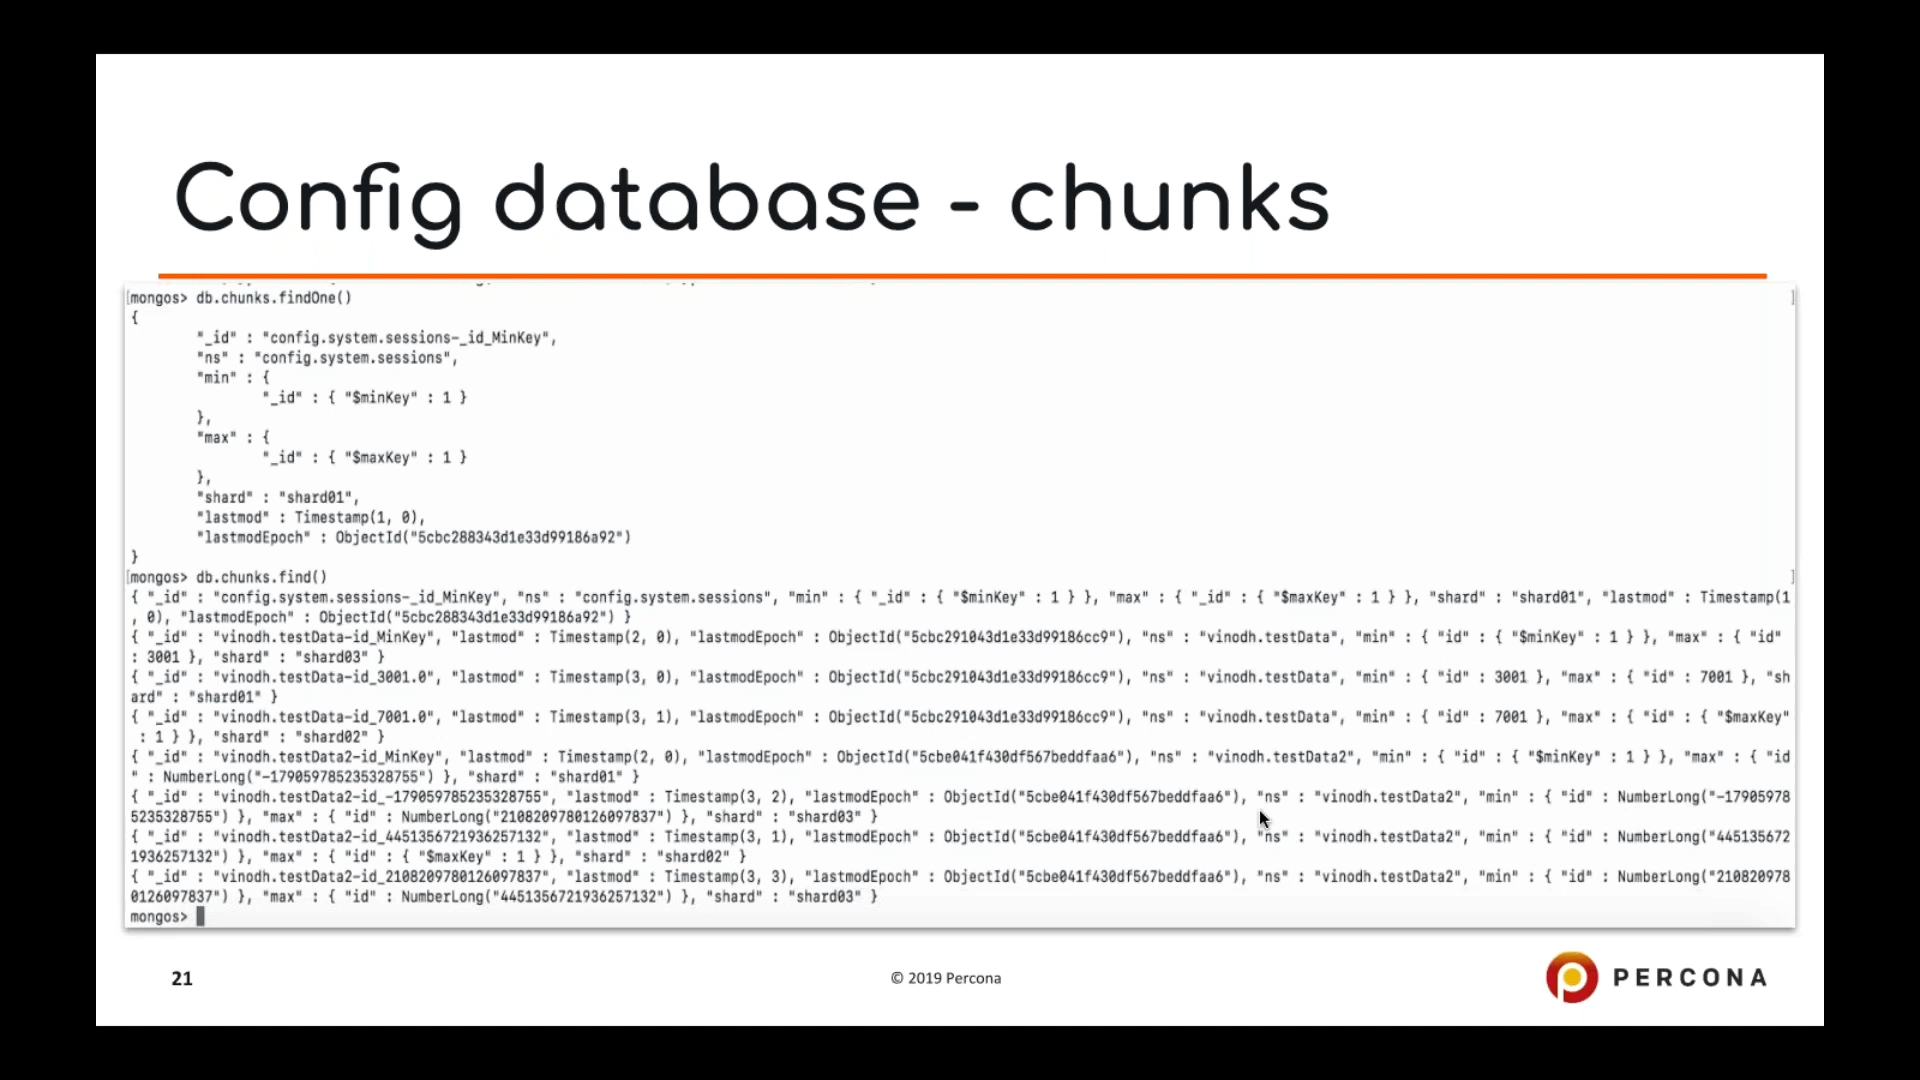 Config database - chunks
[mongos> db.chunks.findOne() ]
{
"_id" : "config.system.sessions-_id_MinKey",
"ns" : "config.system.sessions",
"min" : {
"_id" : { "$minKey" : 1 }
},
"max" : {
"_id" : { "$maxKey" : 1 }
},
"shard" : "shard01",
"lastmod" : Timestamp(1, 0),
"lastmodEpoch" : ObjectId("5cbc288343d1e33d99186a92")
}
[mongos> db.chunks.find() ]
{ "_id" : "config.system.sessions-_id_MinKey", "ns" : "config.system.sessions", "min" : { "_id" : { "$minKey" : 1 } }, "max" : { "_id" : { "$maxKey" : 1 } }, "shard" : "shard01", "lastmod" : Timestamp(1
, 0), "lastmodEpoch" : ObjectId("5cbc288343d1e33d99186a92") }
{ "_id" : "vinodh.testData-id_MinKey", "lastmod" : Timestamp(2, 0), "lastmodEpoch" : ObjectId("5cbc291043d1e33d99186cc9"), "ns" : "vinodh.testData", "min" : { "id" : { "$minKey" : 1 } }, "max" : { "id"
: 3001 }, "shard" : "shard03" }
{ "_id" : "vinodh.testData-id_3001.0", "lastmod" : Timestamp(3, 0), "lastmodEpoch" : ObjectId("5cbc291043d1e33d99186cc9"), "ns" : "vinodh.testData", "min" : { "id" : 3001 }, "max" : { "id" : 7001 }, "sh
ard" : "shard01" }
{ "_id" : "vinodh.testData-id_7001.0", "lastmod" : Timestamp(3, 1), "lastmodEpoch" : ObjectId("5cbc291043d1e33d99186cc9"), "ns" : "vinodh.testData", "min" : { "id" : 7001 }, "max" : { "id" : { "$maxKey"
: 1 } }, "shard" : "shard02" }
{ "_id" : "vinodh.testData2-id_MinKey", "lastmod" : Timestamp(2, 0), "lastmodEpoch" : ObjectId("5cbe041f430df567beddfaa6"), "ns" : "vinodh.testData2", "min" : { "id" : { "$minKey" : 1 } }, "max" : { "id
" : NumberLong("-179059785235328755") }, "shard" : "shard01" }
{ "_id" : "vinodh.testData2-id_-179059785235328755", "lastmod" : Timestamp(3, 2), "lastmodEpoch" : ObjectId("5cbe041f430df567beddfaa6"), "ns" : "vinodh.testData2", "min" : { "id" : NumberLong("-17905978
5235328755") }, "max" : { "id" : NumberLong("2108209780126097837") }, "shard" : "shard03" }
{ "_id" : "vinodh.testData2-id_4451356721936257132", "lastmod" : Timestamp(3, 1), "lastmodEpoch" : ObjectId("5cbe041f430df567beddfaa6"), "ns" : "vinodh.testData2", "min" : { "id" : NumberLong("445135672
1936257132") }, "max" : { "id" : { "$maxKey" : 1 } }, "shard" : "shard02" }
{ "_id" : "vinodh.testData2-id_2108209780126097837", "lastmod" : Timestamp(3, 3), "lastmodEpoch" : ObjectId("5cbe041f430df567beddfaa6"), "ns" : "vinodh.testData2", "min" : { "id" : NumberLong("210820978
0126097837") }, "max" : { "id" : NumberLong("4451356721936257132") }, "shard" : "shard03" }
mongos>
21
© 2019 Percona
PERCONA